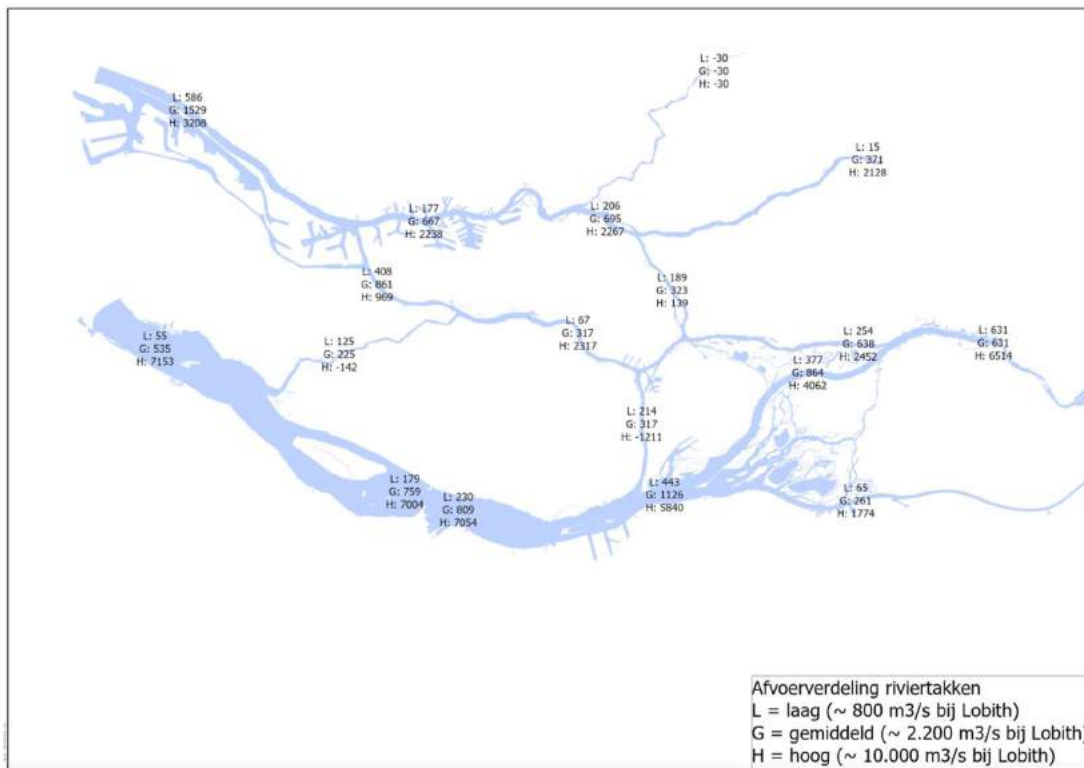 L: -30
G: -30
H: -30
L: 586
G: 1529
H: 3208
L: 15
G: 371
H: 2128
L: 177
G: 667
H: 2238
L: 206
G: 695
H: 2267
L: 408
G: 861
H: 969
L: 189
G: 323
H: 139
L: 67
G: 317
H: 2317
L: 55
G: 535
H: 7153
L: 125
G: 225
H: -142
L: 254
G: 638
H: 2452
L: 631
G: 631
H: 6514
L: 377
G: 864
H: 4062
L: 214
G: 317
H: -1211
L: 179
G: 759
H: 7004
L: 230
G: 809
H: 7054
L: 443
G: 1126
H: 5840
L: 65
G: 261
H: 1774
Afvoerverdeling riviertakken
L = laag (~ 800 m3/s bij Lobith)
G = gemiddeld (~ 2.200 m3/s bij Lobith)
H = hoog (~ 10.000 m3/s bij Lobith)